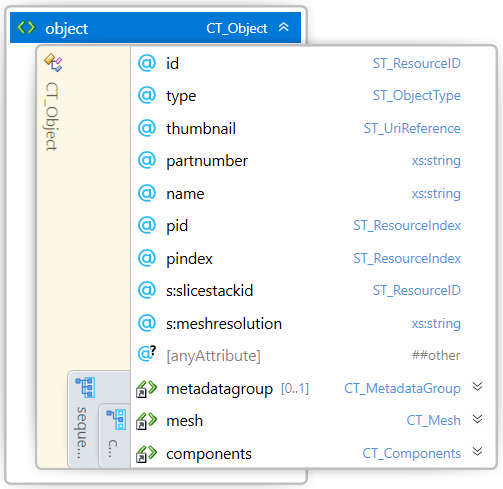 object CT_Object
CT_Object
id ST_ResourceID
type ST_ObjectType
thumbnail ST_UriReference
partnumber xs:string
name xs:string
pid ST_ResourceIndex
pindex ST_ResourceIndex
s:slicestackid ST_ResourceID
s:meshresolution xs:string
[anyAttribute] ##other
metadatagroup [0..1] CT_MetadataGroup
mesh CT_Mesh
components CT_Components
seque...
c...